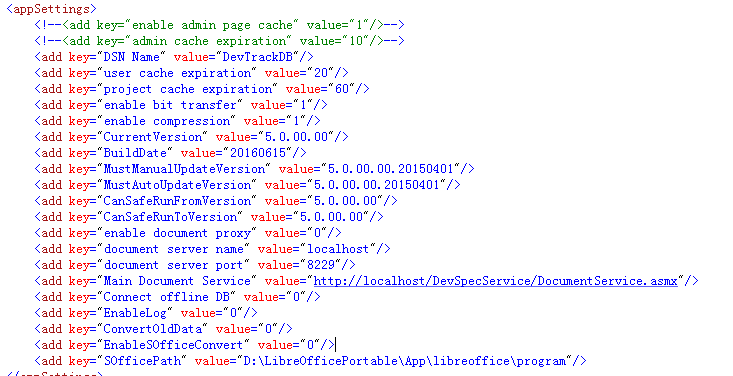 <appSettings>
<!--<add key="enable admin page cache" value="1"/>-->
<!--<add key="admin cache expiration" value="10"/>-->
<add key="DSN Name" value="DevTrackDB"/>
<add key="user cache expiration" value="20"/>
<add key="project cache expiration" value="60"/>
<add key="enable bit transfer" value="1"/>
<add key="enable compression" value="1"/>
<add key="CurrentVersion" value="5.0.00.00"/>
<add key="BuildDate" value="20160615"/>
<add key="MustManualUpdateVersion" value="5.0.00.00.20150401"/>
<add key="MustAutoUpdateVersion" value="5.0.00.00.20150401"/>
<add key="CanSafeRunFromVersion" value="5.0.00.00"/>
<add key="CanSafeRunToVersion" value="5.0.00.00"/>
<add key="enable document proxy" value="0"/>
<add key="document server name" value="localhost"/>
<add key="document server port" value="8229"/>
<add key="Main Document Service" value="http://localhost/DevSpecService/DocumentService.asmx"/>
<add key="Connect offline DB" value="0"/>
<add key="EnableLog" value="0"/>
<add key="ConvertOldData" value="0"/>
<add key="EnableSOfficeConvert" value="0"/>
<add key="SOfficePath" value="D:\LibreOfficePortable\App\libreoffice\program"/>
</appSettings>